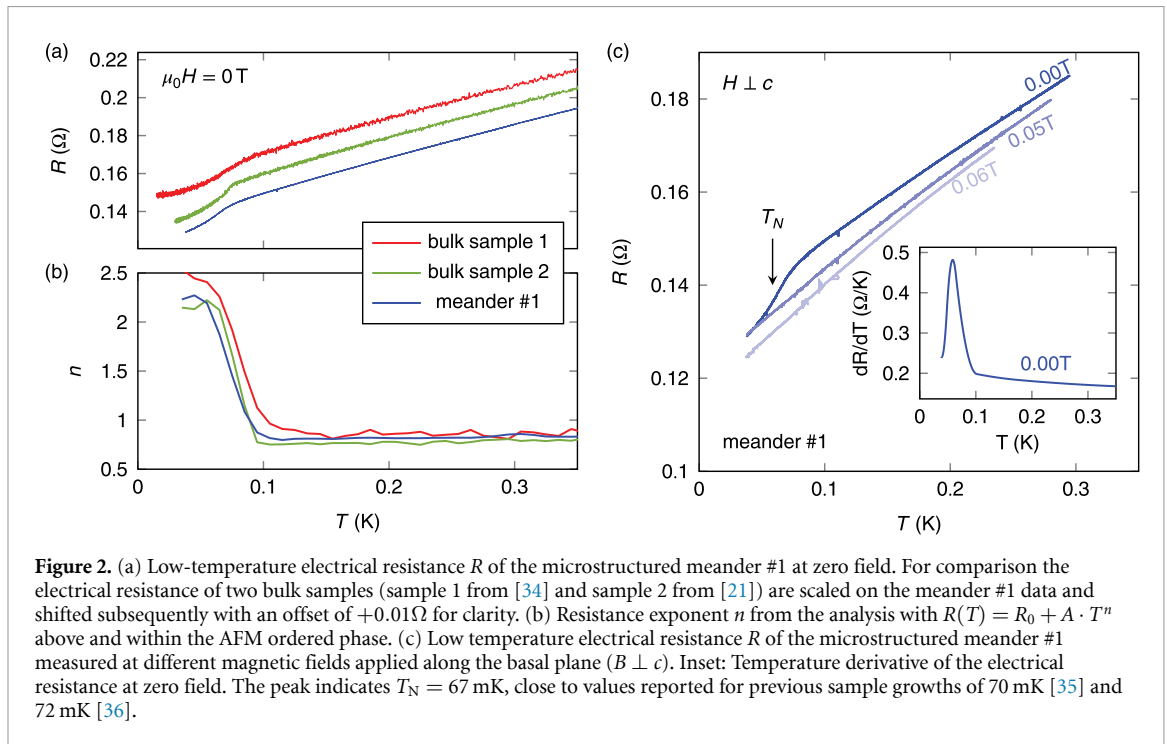 (a)
0.22
0.2
0.18
0.16
0.14
R (Ω)
μ₀H = 0 T
bulk sample 1
bulk sample 2
meander #1
(b)
2.5
2
1.5
1
0.5
n
0
0.1
0.2
0.3
T (K)
(c)
0.18
0.16
0.14
0.12
0.1
R (Ω)
H ⊥ c
0.00T
0.05T
0.06T
T_N
meander #1
0
0.1
0.2
0.3
T (K)
0.5
0.4
0.3
0.2
dR/dT (Ω/K)
0.00T
0
0.1
0.2
0.3
T (K)
Figure 2. (a) Low-temperature electrical resistance R of the microstructured meander #1 at zero field. For comparison the
electrical resistance of two bulk samples (sample 1 from [34] and sample 2 from [21]) are scaled on the meander #1 data and
shifted subsequently with an offset of +0.01Ω for clarity. (b) Resistance exponent n from the analysis with R(T) = R₀ + A · Tⁿ
above and within the AFM ordered phase. (c) Low temperature electrical resistance R of the microstructured meander #1
measured at different magnetic fields applied along the basal plane (B ⊥ c). Inset: Temperature derivative of the electrical
resistance at zero field. The peak indicates T_N = 67 mK, close to values reported for previous sample growths of 70 mK [35] and
72 mK [36].